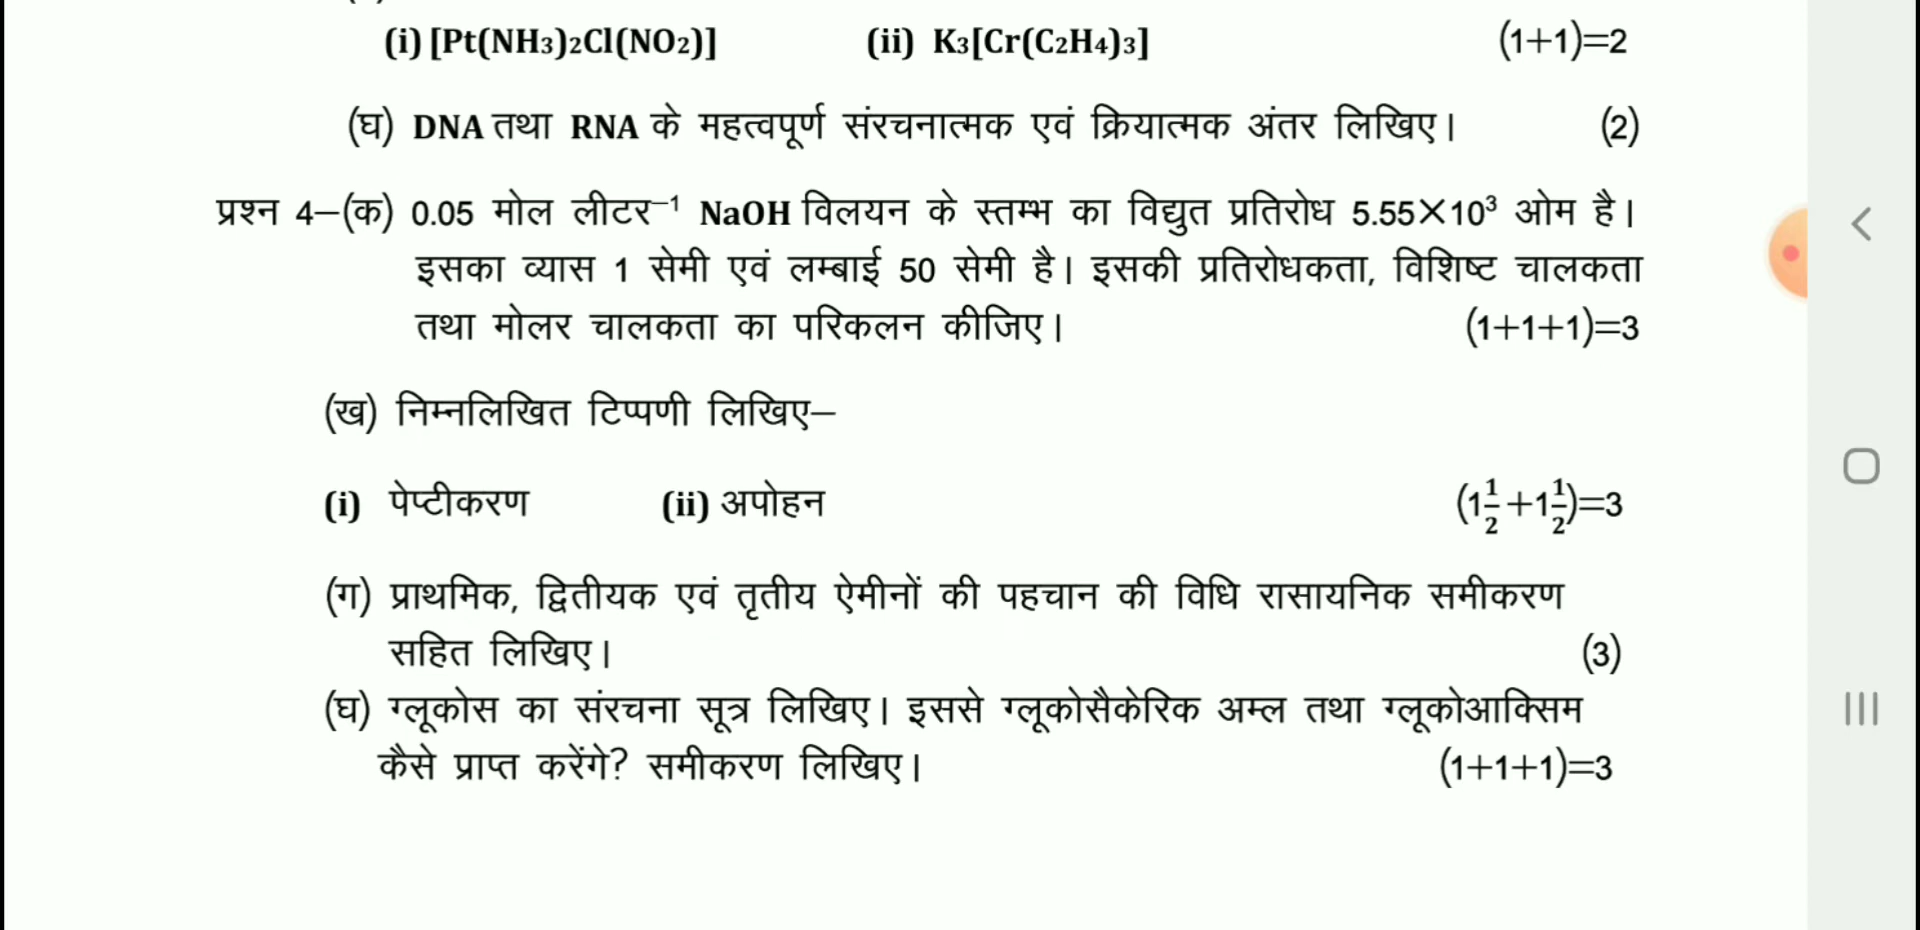 (i) [Pt(NH3)2Cl(NO2)] (ii) K3[Cr(C2H4)3] (1+1)=2
(घ) DNA तथा RNA के महत्वपूर्ण संरचनात्मक एवं क्रियात्मक अंतर लिखिए। (2)
प्रश्न 4–(क) 0.05 मोल लीटर⁻¹ NaOH विलयन के स्तम्भ का विद्युत प्रतिरोध 5.55×10³ ओम है।
इसका व्यास 1 सेमी एवं लम्बाई 50 सेमी है। इसकी प्रतिरोधकता, विशिष्ट चालकता
तथा मोलर चालकता का परिकलन कीजिए। (1+1+1)=3
(ख) निम्नलिखित टिप्पणी लिखिए–
(i) पेप्टीकरण (ii) अपोहन (1½+1½)=3
(ग) प्राथमिक, द्वितीयक एवं तृतीय ऐमीनों की पहचान की विधि रासायनिक समीकरण
सहित लिखिए। (3)
(घ) ग्लूकोस का संरचना सूत्र लिखिए। इससे ग्लूकोसैकेरिक अम्ल तथा ग्लूकोआक्सिम
कैसे प्राप्त करेंगे? समीकरण लिखिए। (1+1+1)=3